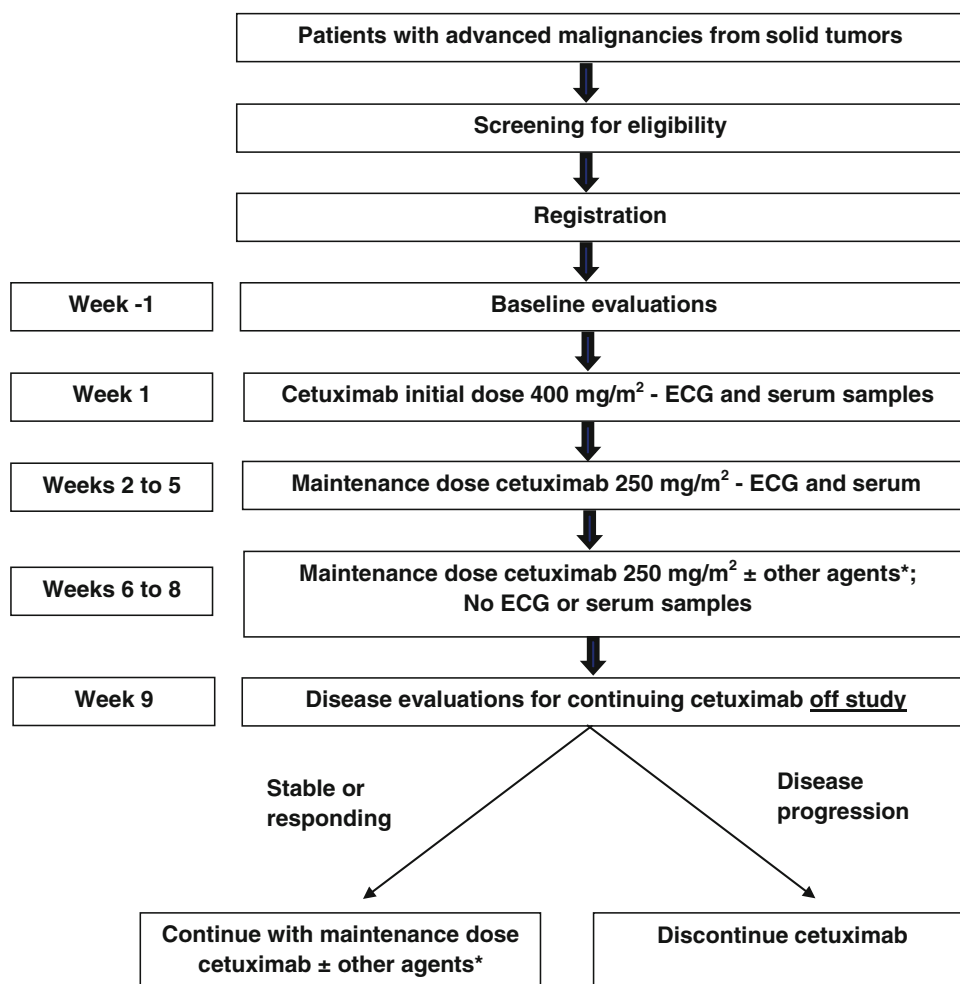 Patients with advanced malignancies from solid tumors
Screening for eligibility
Registration
Week -1
Baseline evaluations
Week 1
Cetuximab initial dose 400 mg/m² - ECG and serum samples
Weeks 2 to 5
Maintenance dose cetuximab 250 mg/m² - ECG and serum
Weeks 6 to 8
Maintenance dose cetuximab 250 mg/m² ± other agents*;
No ECG or serum samples
Week 9
Disease evaluations for continuing cetuximab off study
Stable or
responding
Disease
progression
Continue with maintenance dose
cetuximab ± other agents*
Discontinue cetuximab